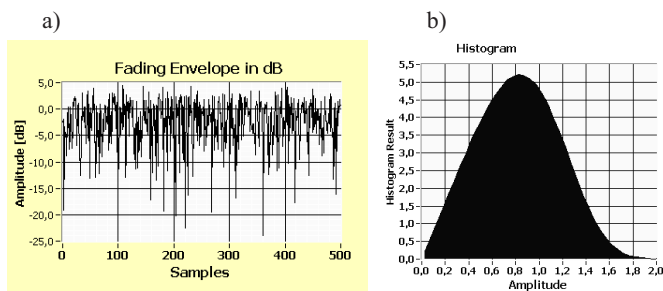 a)
b)
Fading Envelope in dB
Amplitude [dB]
5,0
0,0
-5,0
-10,0
-15,0
-20,0
-25,0
0 100 200 300 400 500
Samples
Histogram
Histogram Result
5,5
5,0
4,5
4,0
3,5
3,0
2,5
2,0
1,5
1,0
0,5
0,0
0,0 0,2 0,4 0,6 0,8 1,0 1,2 1,4 1,6 1,8 2,0
Amplitude